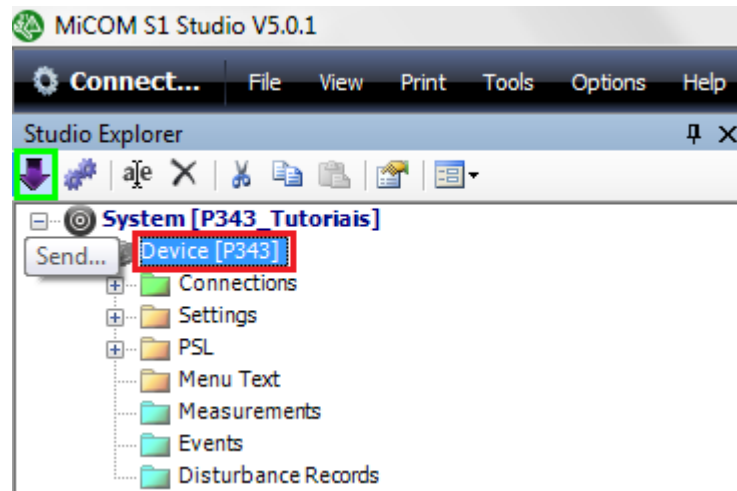 MiCOM S1 Studio V5.0.1
Connect... File View Print Tools Options Help
Studio Explorer
aIe
System [P343_Tutoriais]
Send... Device [P343]
Connections
Settings
PSL
Menu Text
Measurements
Events
Disturbance Records